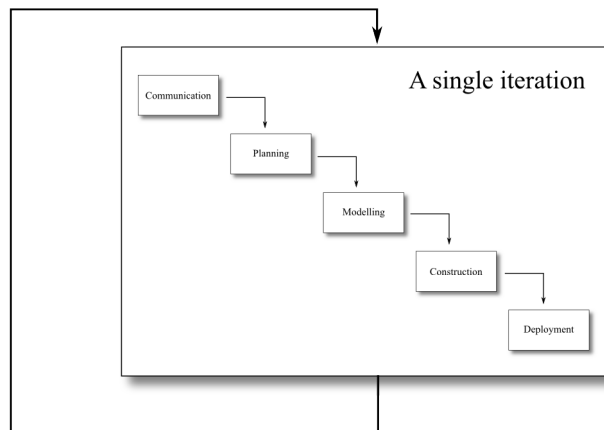 A single iteration
Communication
Planning
Modelling
Construction
Deployment